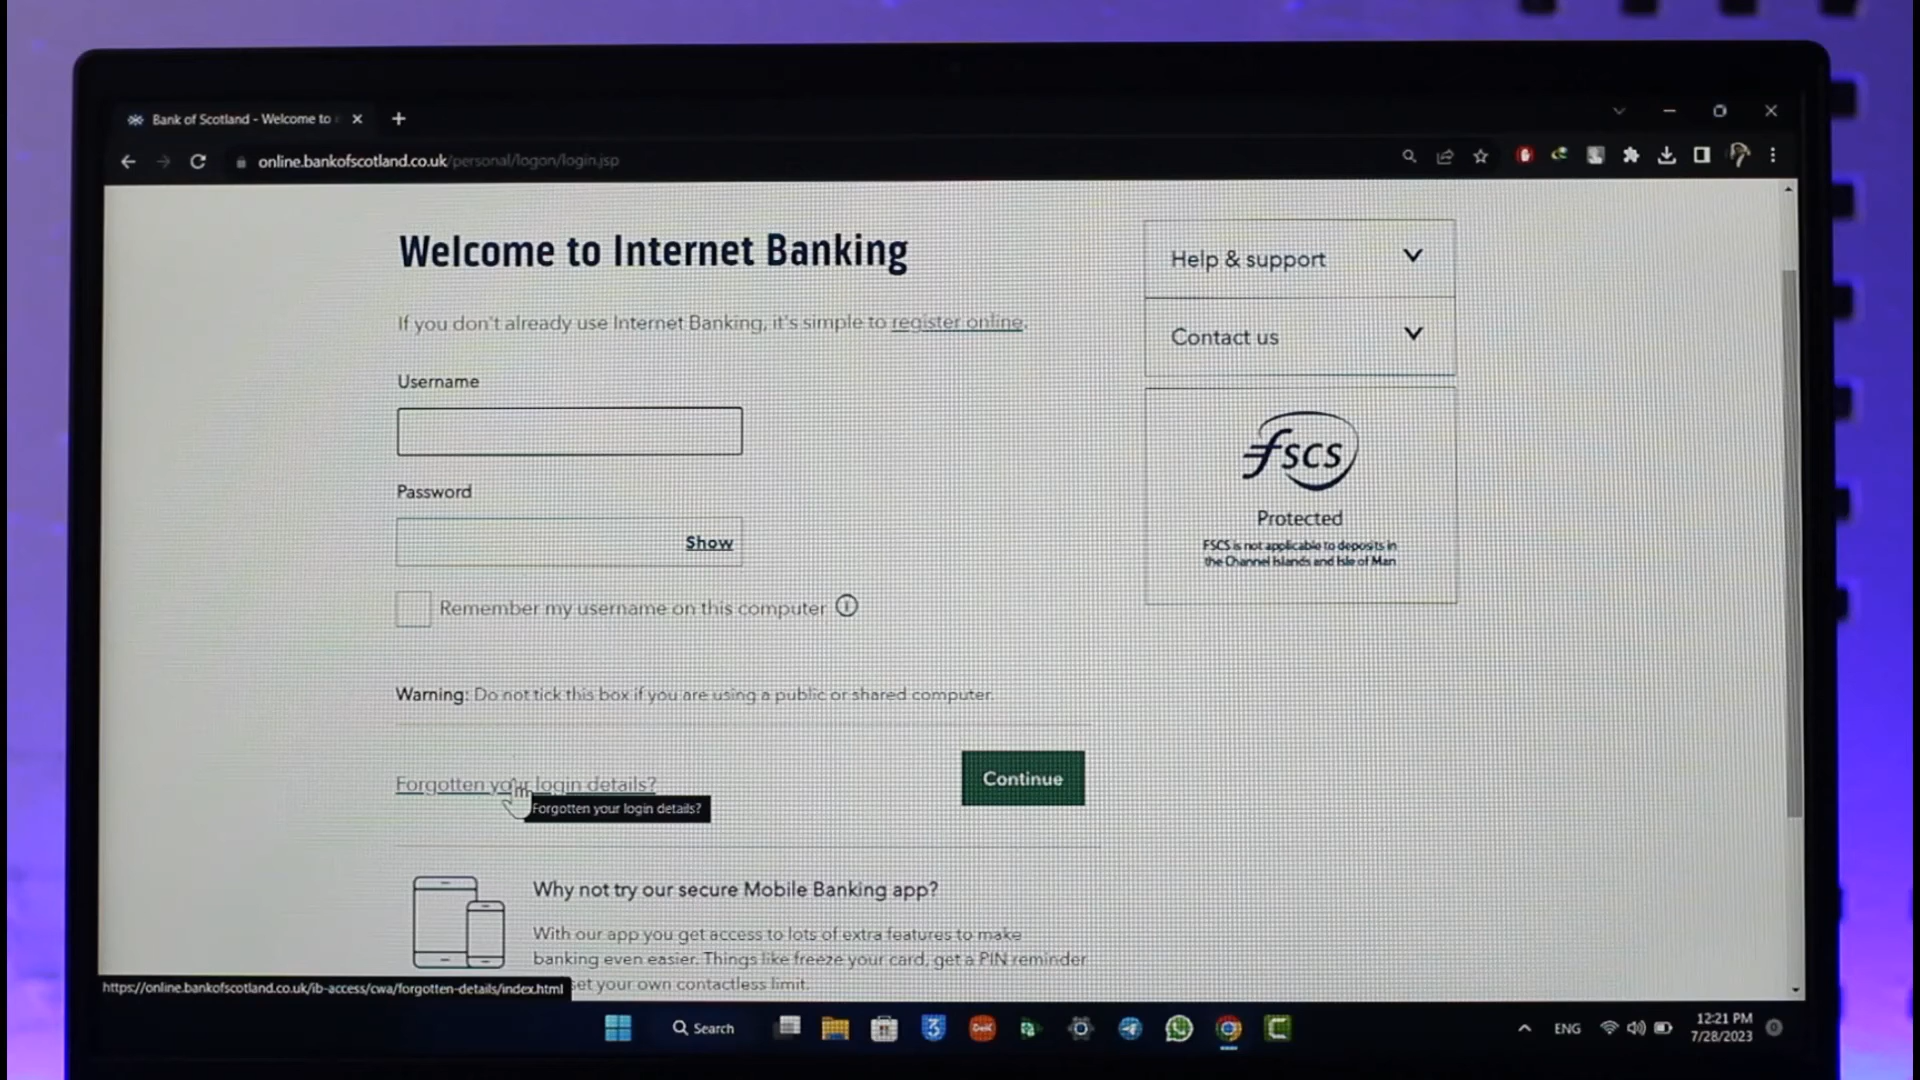 Bank of Scotland - Welcome to
online.bankofscotland.co.uk/personal/logon/login.jsp
Welcome to Internet Banking
If you don't already use Internet Banking, it's simple to register online.
Username
Password
Show
Remember my username on this computer
Warning: Do not tick this box if you are using a public or shared computer.
Forgotten your login details?
Continue
Forgotten your login details?
Help & support
Contact us
fscs
Protected
FSCS is not applicable to deposits in
the Channel Islands and Isle of Man
Why not try our secure Mobile Banking app?
With our app you get access to lots of extra features to make
banking even easier. Things like freeze your card, get a PIN reminder
set your own contactless limit.
https://online.bankofscotland.co.uk/ib-access/cwa/forgotten-details/index.html
Search
ENG
12:21 PM
7/28/2023